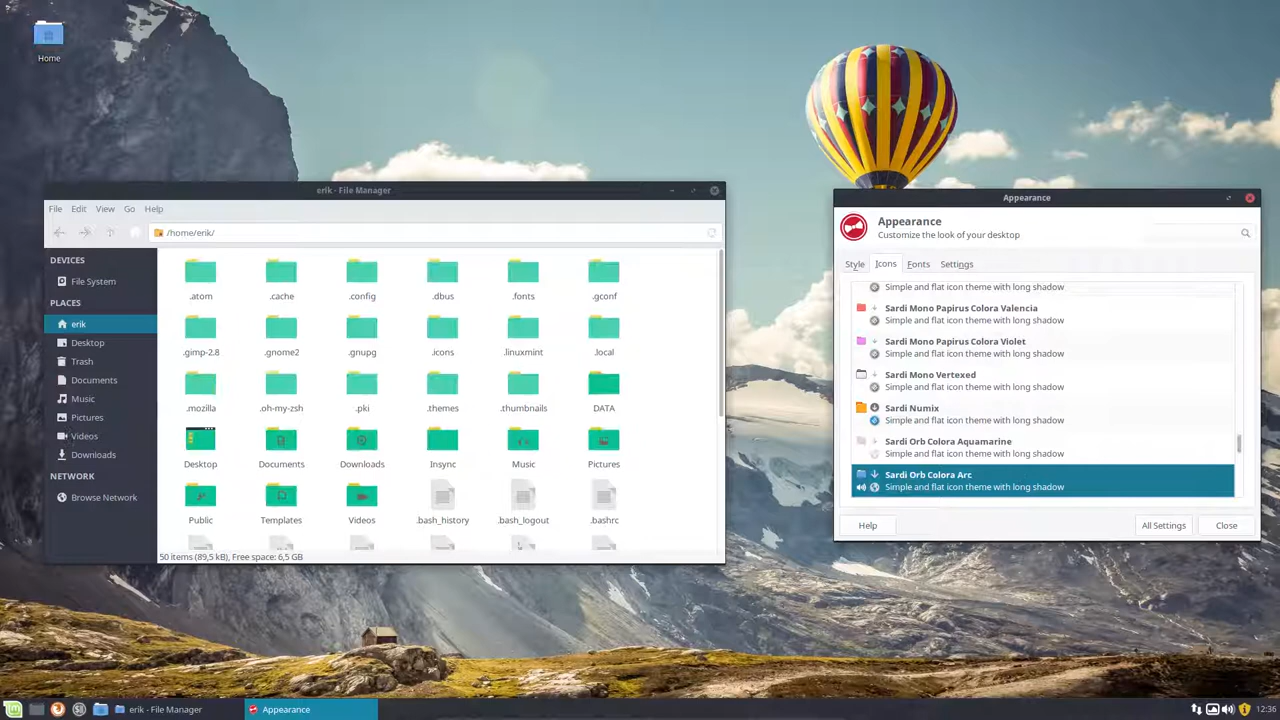 Home
erik - File Manager
File Edit View Go Help
/home/erik/
DEVICES
File System
PLACES
erik
Desktop
Trash
Documents
Music
Pictures
Videos
Downloads
NETWORK
Browse Network
.atom .cache .config .dbus .fonts .gconf
.gimp-2.8 .gnome2 .gnupg .icons .linuxmint .local
.mozilla .oh-my-zsh .pki .themes .thumbnails DATA
Desktop Documents Downloads Insync Music Pictures
Public Templates Videos .bash_history .bash_logout .bashrc
50 items (89,5 kB), Free space: 6,5 GB
Appearance
Appearance
Customize the look of your desktop
Style Icons Fonts Settings
Simple and flat icon theme with long shadow
Sardi Mono Papirus Colora Valencia
Simple and flat icon theme with long shadow
Sardi Mono Papirus Colora Violet
Simple and flat icon theme with long shadow
Sardi Mono Vertexed
Simple and flat icon theme with long shadow
Sardi Numix
Simple and flat icon theme with long shadow
Sardi Orb Colora Aquamarine
Simple and flat icon theme with long shadow
Sardi Orb Colora Arc
Simple and flat icon theme with long shadow
Help All Settings Close
erik - File Manager
Appearance
12:36